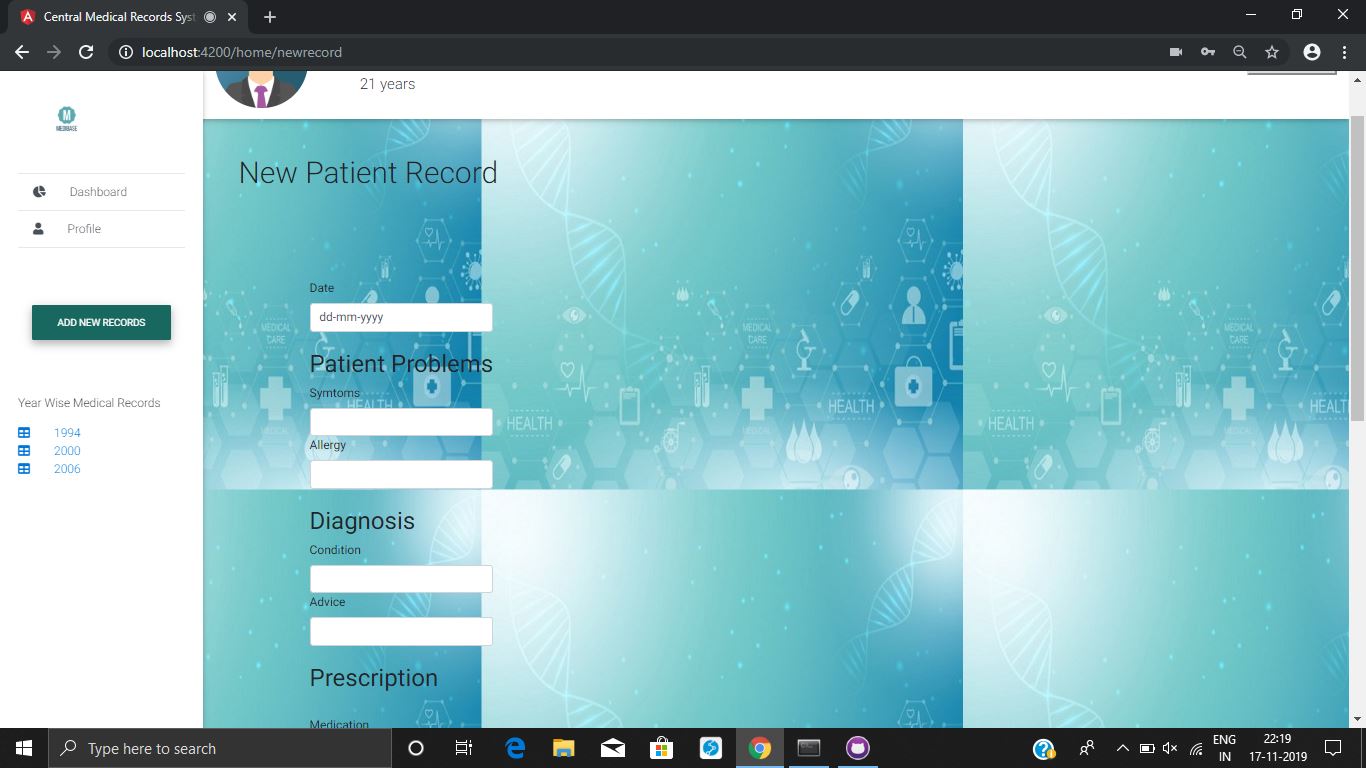 Central Medical Records Syst
localhost:4200/home/newrecord
21 years
M
MEDIBASE
Dashboard
Profile
ADD NEW RECORDS
Year Wise Medical Records
1994
2000
2006
New Patient Record
Date
dd-mm-yyyy
Patient Problems
Symtoms
Allergy
Diagnosis
Condition
Advice
Prescription
Medication
MEDICAL
CARE
MEDICAL
CARE
MEDICAL
CARE
HEALTH
HEALTH
HEALTH
HEALTH
HEALT
Type here to search
ENG
IN
22:19
17-11-2019